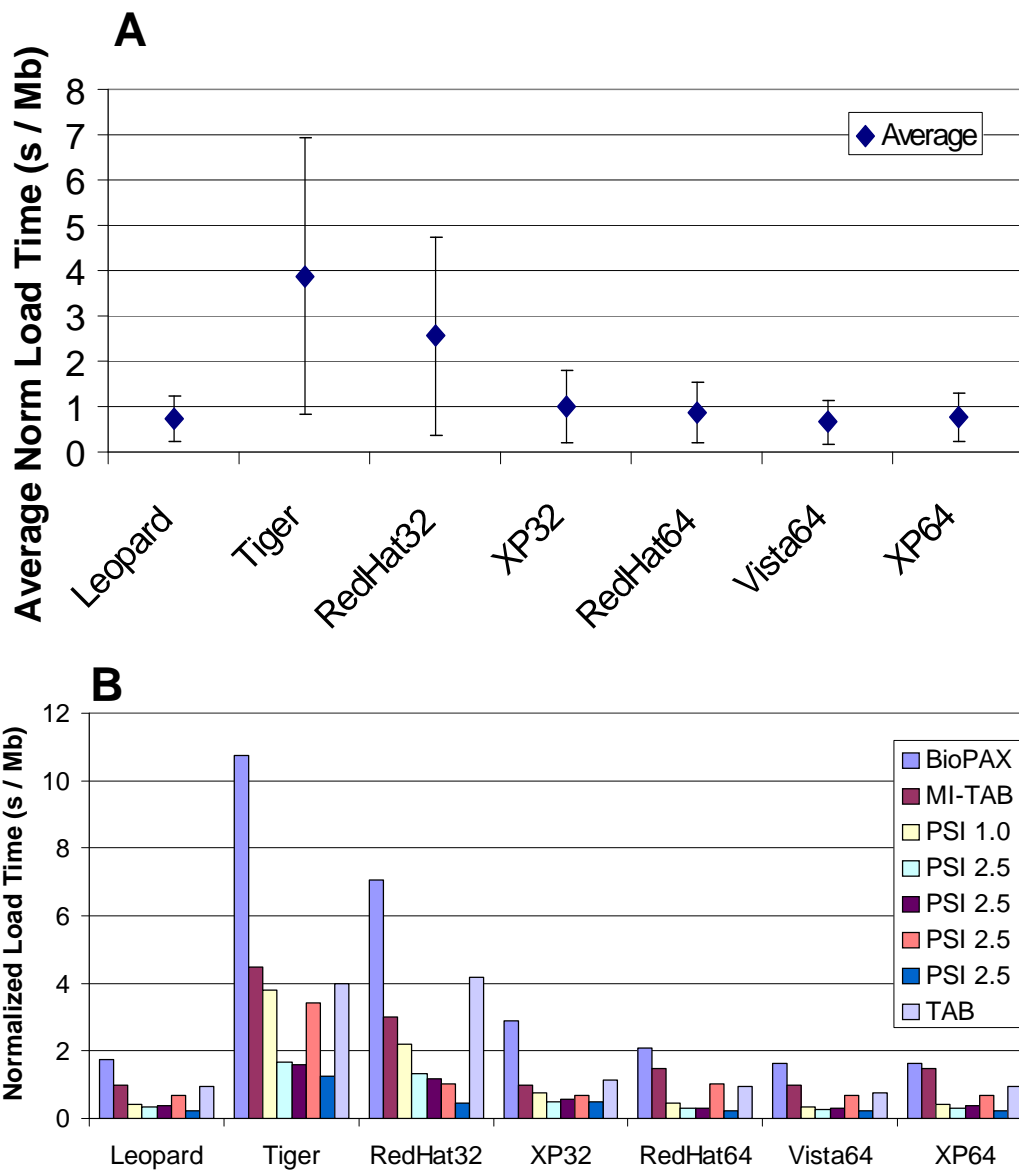 A
Average Norm Load Time (s / Mb)
8
7
6
5
4
3
2
1
0
Average
Leopard
Tiger
RedHat32
XP32
RedHat64
Vista64
XP64
B
Normalized Load Time (s / Mb)
12
10
8
6
4
2
0
BioPAX
MI-TAB
PSI 1.0
PSI 2.5
PSI 2.5
PSI 2.5
PSI 2.5
TAB
Leopard
Tiger
RedHat32
XP32
RedHat64
Vista64
XP64